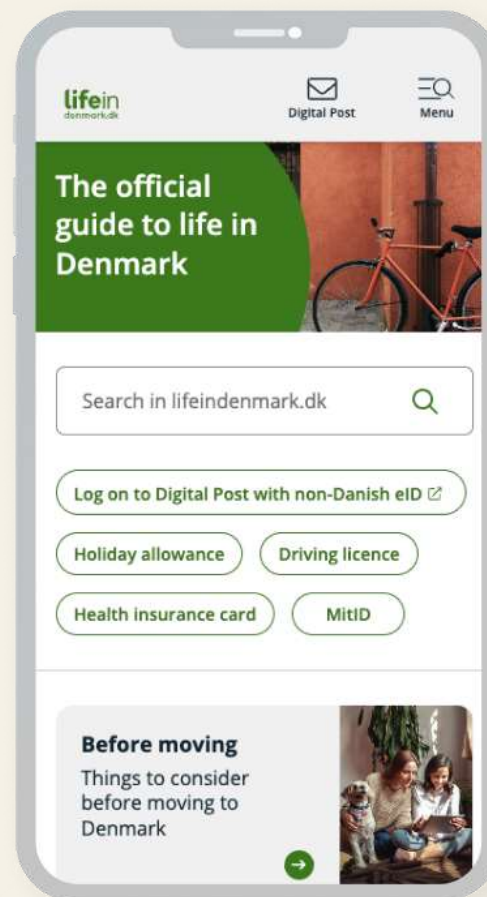 lifein
denmark.dk
Digital Post
Menu
The official
guide to life in
Denmark
Search in lifeindenmark.dk
Log on to Digital Post with non-Danish eID
Holiday allowance
Driving licence
Health insurance card
MitID
Before moving
Things to consider
before moving to
Denmark